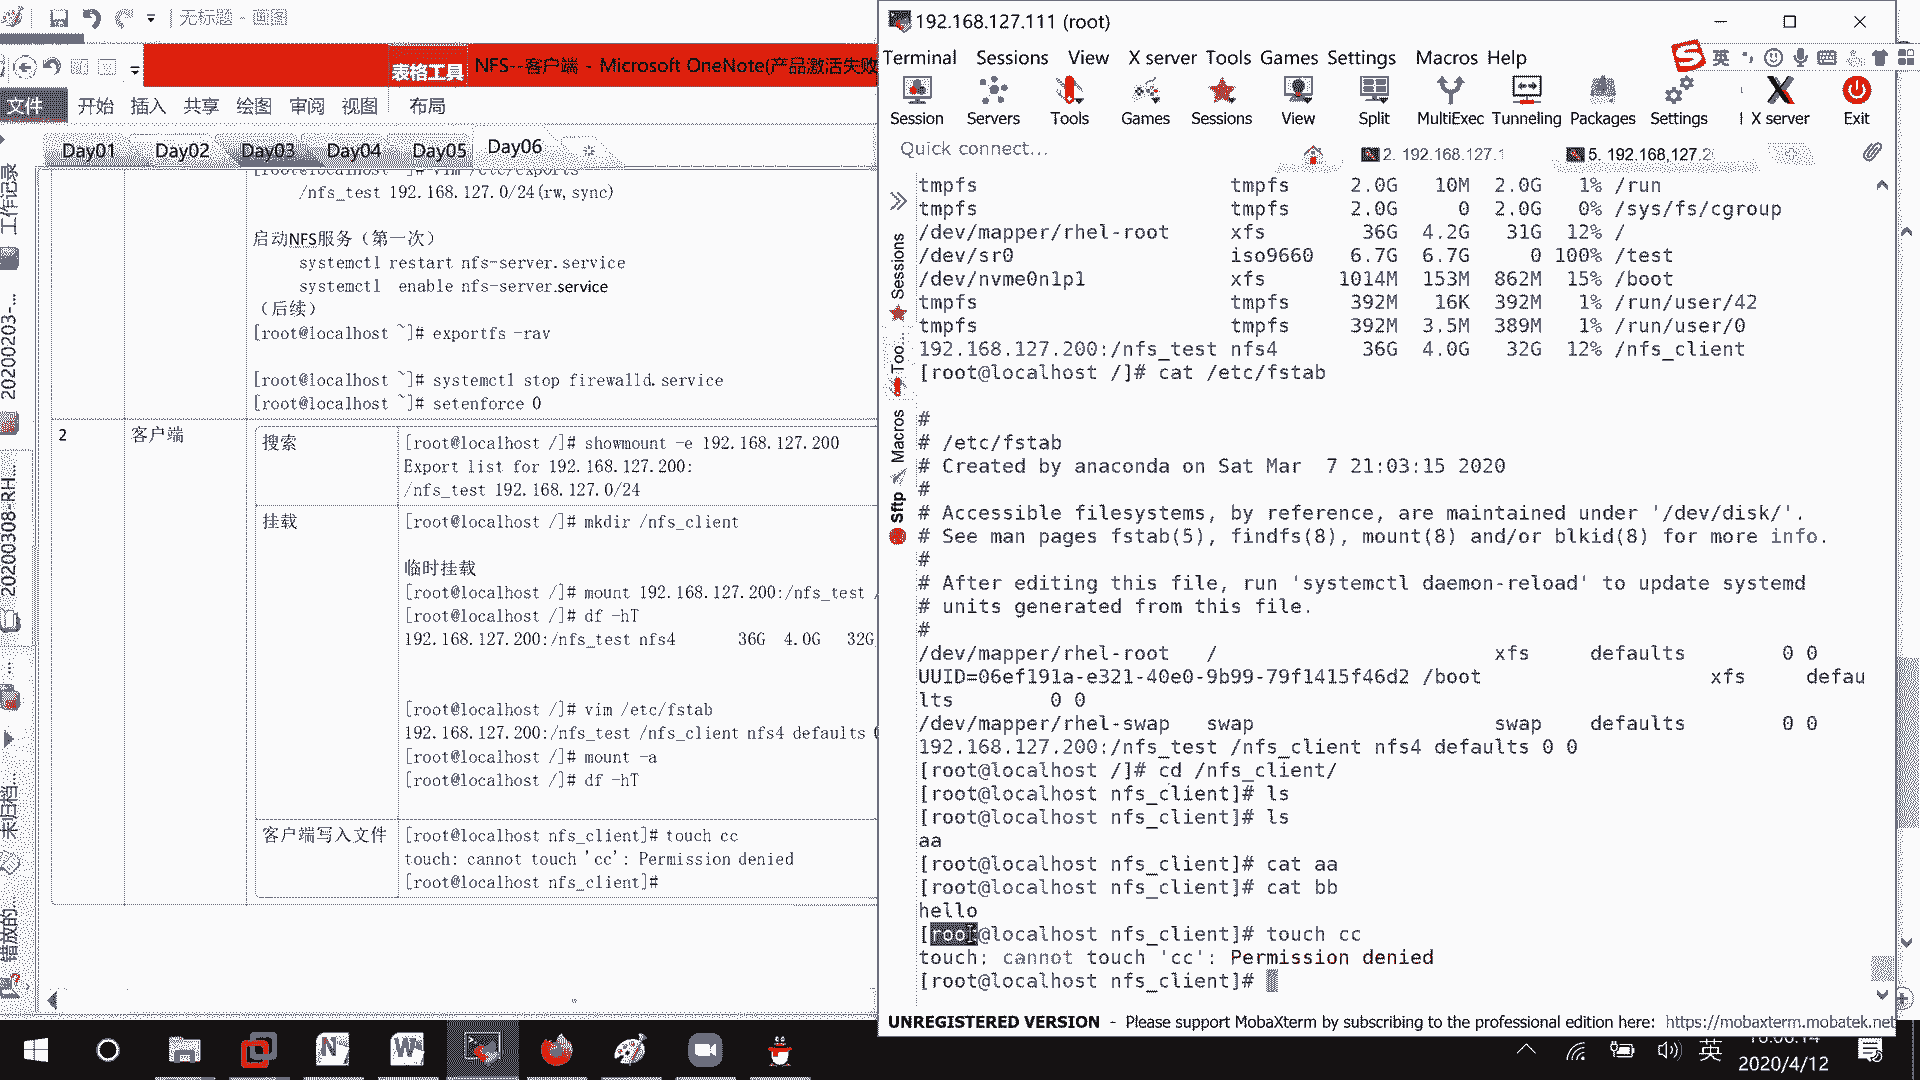 无标题 - 画图
表格工具
NFS--客户端 - Microsoft OneNote(产品激活失败
文件 开始 插入 共享 绘图 审阅 视图 布局
Day01 Day02 Day03 Day04 Day05 Day06
工作记录
20200203-...
20200308-RH...
未归档...
错放的...
[root@localhost ~]# vim /etc/exports
/nfs_test 192.168.127.0/24(rw,sync)
启动NFS服务（第一次）
systemctl restart nfs-server.service
systemctl enable nfs-server.service
（后续）
[root@localhost ~]# exportfs -rav
[root@localhost ~]# systemctl stop firewalld.service
[root@localhost ~]# setenforce 0
2 客户端
搜索
[root@localhost /]# showmount -e 192.168.127.200
Export list for 192.168.127.200:
/nfs_test 192.168.127.0/24
挂载
[root@localhost /]# mkdir /nfs_client
临时挂载
[root@localhost /]# mount 192.168.127.200:/nfs_test /
[root@localhost /]# df -hT
192.168.127.200:/nfs_test nfs4 36G 4.0G 32G
[root@localhost /]# vim /etc/fstab
192.168.127.200:/nfs_test /nfs_client nfs4 defaults 0
[root@localhost /]# mount -a
[root@localhost /]# df -hT
客户端写入文件
[root@localhost nfs_client]# touch cc
touch: cannot touch 'cc': Permission denied
[root@localhost nfs_client]#
192.168.127.111 (root)
Terminal Sessions View X server Tools Games Settings Macros Help
英
Session Servers Tools Games Sessions View Split MultiExec Tunneling Packages Settings X server Exit
Quick connect...
2. 192.168.127.1
5. 192.168.127.2
Sessions
Too...
Macros
Sftp
tmpfs tmpfs 2.0G 10M 2.0G 1% /run
tmpfs tmpfs 2.0G 0 2.0G 0% /sys/fs/cgroup
/dev/mapper/rhel-root xfs 36G 4.2G 31G 12% /
/dev/sr0 iso9660 6.7G 6.7G 0 100% /test
/dev/nvme0n1p1 xfs 1014M 153M 862M 15% /boot
tmpfs tmpfs 392M 16K 392M 1% /run/user/42
tmpfs tmpfs 392M 3.5M 389M 1% /run/user/0
192.168.127.200:/nfs_test nfs4 36G 4.0G 32G 12% /nfs_client
[root@localhost /]# cat /etc/fstab
#
# /etc/fstab
# Created by anaconda on Sat Mar 7 21:03:15 2020
#
# Accessible filesystems, by reference, are maintained under '/dev/disk/'.
# See man pages fstab(5), findfs(8), mount(8) and/or blkid(8) for more info.
#
# After editing this file, run 'systemctl daemon-reload' to update systemd
# units generated from this file.
#
/dev/mapper/rhel-root / xfs defaults 0 0
UUID=06ef191a-e321-40e0-9b99-79f1415f46d2 /boot xfs defau
lts 0 0
/dev/mapper/rhel-swap swap swap defaults 0 0
192.168.127.200:/nfs_test /nfs_client nfs4 defaults 0 0
[root@localhost /]# cd /nfs_client/
[root@localhost nfs_client]# ls
[root@localhost nfs_client]# ls
aa
[root@localhost nfs_client]# cat aa
[root@localhost nfs_client]# cat bb
hello
[root@localhost nfs_client]# touch cc
touch: cannot touch 'cc': Permission denied
[root@localhost nfs_client]#
UNREGISTERED VERSION - Please support MobaXterm by subscribing to the professional edition here: https://mobaxterm.mobatek.net
英
2020/4/12